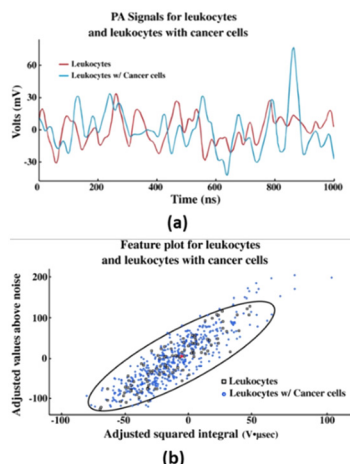 PA Signals for leukocytes
and leukocytes with cancer cells
Leukocytes
Leukocytes w/ Cancer cells
Volts (mV)
60
30
0
-30
0
200
400
600
800
1000
Time (ns)
(a)
Feature plot for leukocytes
and leukocytes with cancer cells
Adjusted values above noise
200
100
0
-100
Leukocytes
Leukocytes w/ Cancer cells
-100
-50
0
50
100
Adjusted squared integral (V•µsec)
(b)